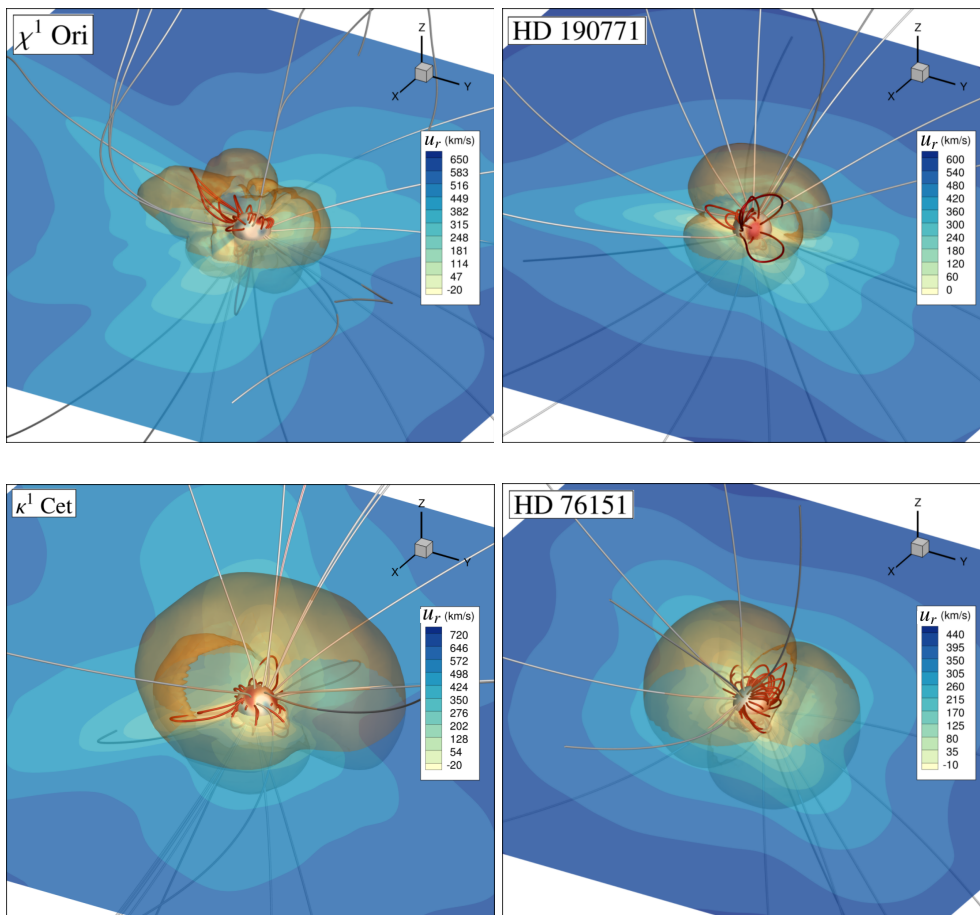 χ¹ Ori
Z
X
Y
u_r (km/s)
650
583
516
449
382
315
248
181
114
47
-20
HD 190771
Z
X
Y
u_r (km/s)
600
540
480
420
360
300
240
180
120
60
0
κ¹ Cet
Z
X
Y
u_r (km/s)
720
646
572
498
424
350
276
202
128
54
-20
HD 76151
Z
X
Y
u_r (km/s)
440
395
350
305
260
215
170
125
80
35
-10